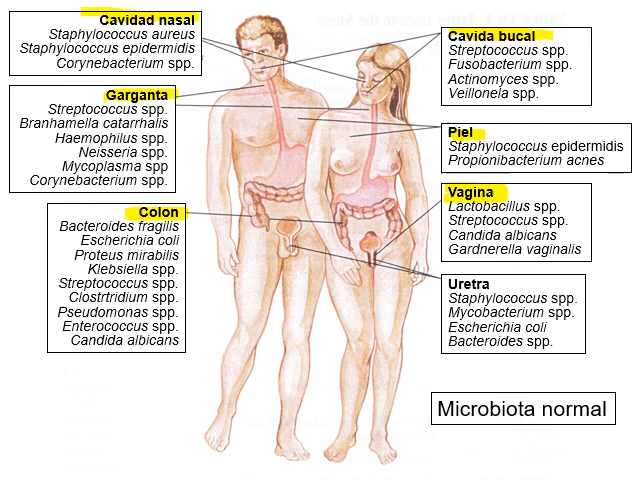 Cavidad nasal
Staphylococcus aureus
Staphylococcus epidermidis
Corynebacterium spp.
Garganta
Streptococcus spp.
Branhamella catarrhalis
Haemophilus spp.
Neisseria spp.
Mycoplasma spp
Corynebacterium spp.
Colon
Bacteroides fragilis
Escherichia coli
Proteus mirabilis
Klebsiella spp.
Streptococcus spp.
Clostrtridium spp.
Pseudomonas spp.
Enterococcus spp.
Candida albicans
Cavida bucal
Streptococcus spp.
Fusobacterium spp.
Actinomyces spp.
Veillonela spp.
Piel
Staphylococcus epidermidis
Propionibacterium acnes
Vagina
Lactobacillus spp.
Streptococcus spp.
Candida albicans
Gardnerella vaginalis
Uretra
Staphylococcus spp.
Mycobacterium spp.
Escherichia coli
Bacteroides spp.
Microbiota normal